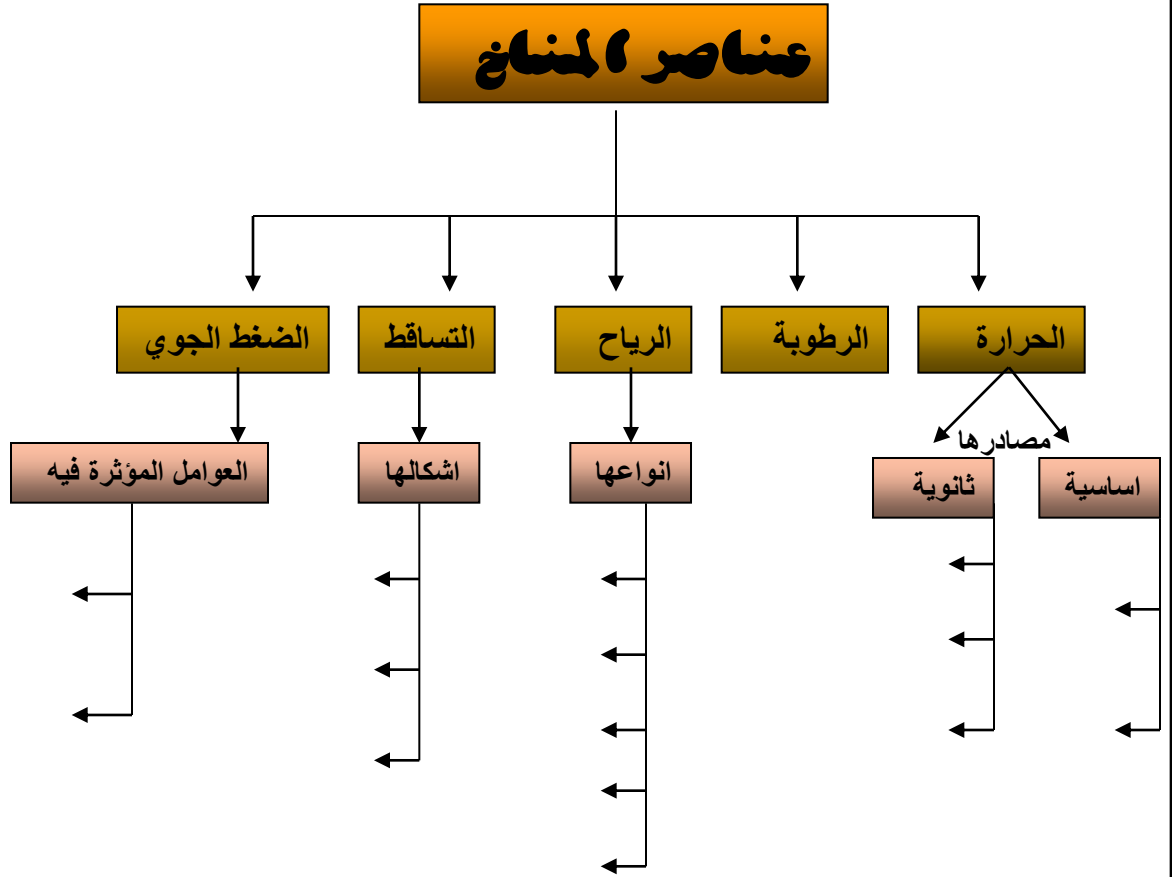 عناصر المناخ
الحرارة
الرطوبة
الرياح
التساقط
الضغط الجوي
مصادرها
اساسية
ثانوية
انواعها
اشكالها
العوامل المؤثرة فيه